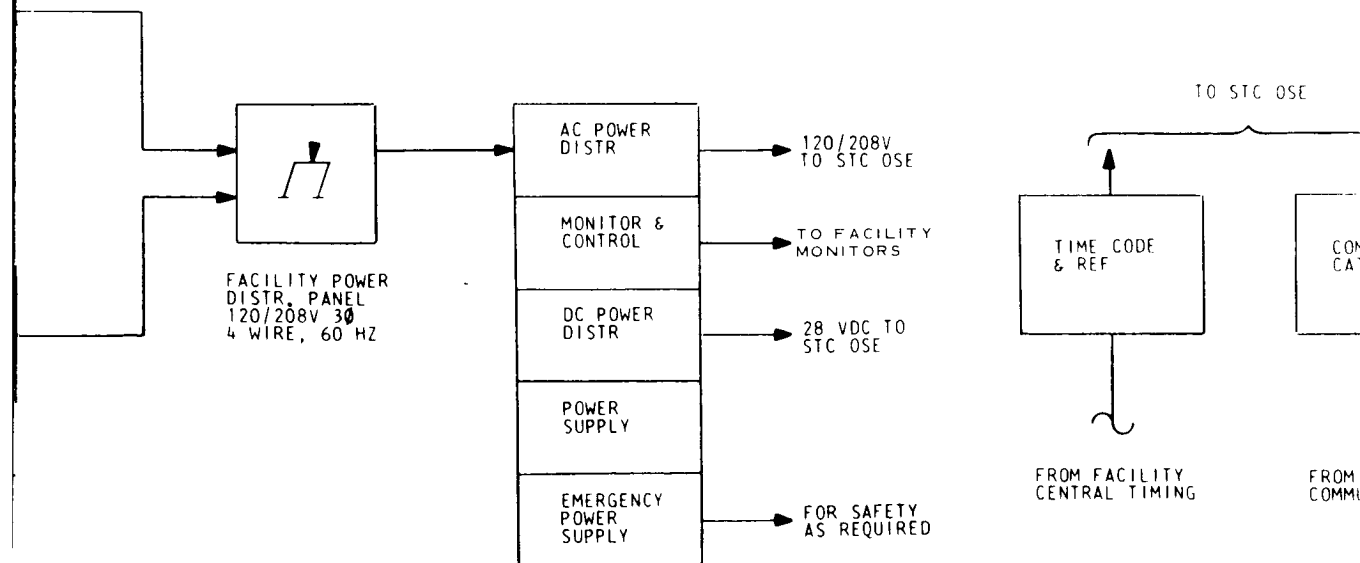 TO STC OSE
AC POWER
DISTR
120/208V
TO STC OSE
MONITOR &
CONTROL
TO FACILITY
MONITORS
TIME CODE
& REF
FACILITY POWER
DISTR. PANEL
120/208V 3Ø
4 WIRE, 60 HZ
DC POWER
DISTR
28 VDC TO
STC OSE
POWER
SUPPLY
FROM FACILITY
CENTRAL TIMING
FROM
EMERGENCY
POWER
SUPPLY
FOR SAFETY
AS REQUIRED